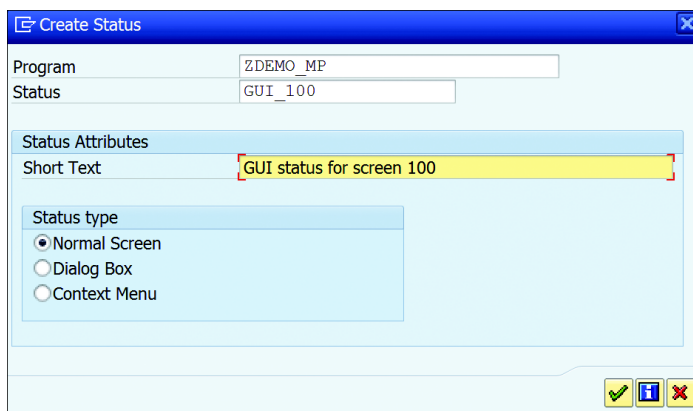 Create Status
Program ZDEMO_MP
Status GUI_100
Status Attributes
Short Text GUI status for screen 100
Status type
Normal Screen
Dialog Box
Context Menu